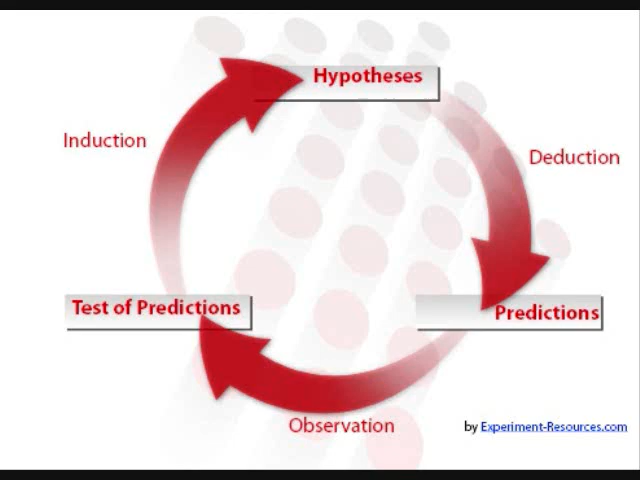 Hypotheses
Induction
Deduction
Test of Predictions
Predictions
Observation
by Experiment-Resources.com